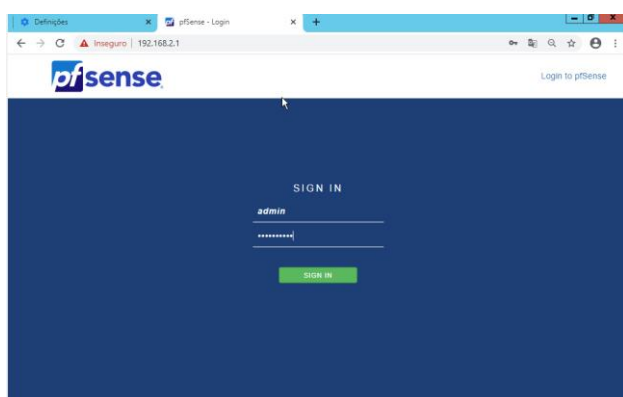 Definições
pfSense - Login
Inseguro | 192.168.2.1
pfsense
Login to pfSense
SIGN IN
admin
••••••••••
SIGN IN